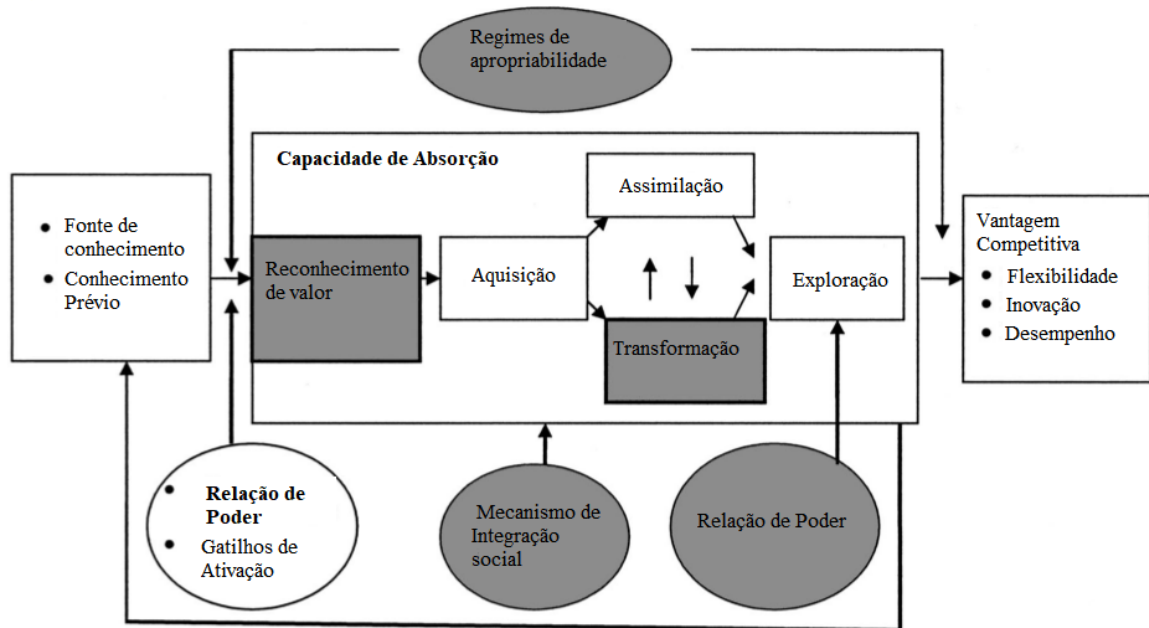 Regimes de
apropriabilidade
Capacidade de Absorção
Assimilação
• Fonte de
conhecimento
• Conhecimento
Prévio
Reconhecimento
de valor
Aquisição
Transformação
Exploração
Vantagem
Competitiva
• Flexibilidade
• Inovação
• Desempenho
• Relação de
Poder
• Gatilhos de
Ativação
Mecanismo de
Integração
social
Relação de Poder